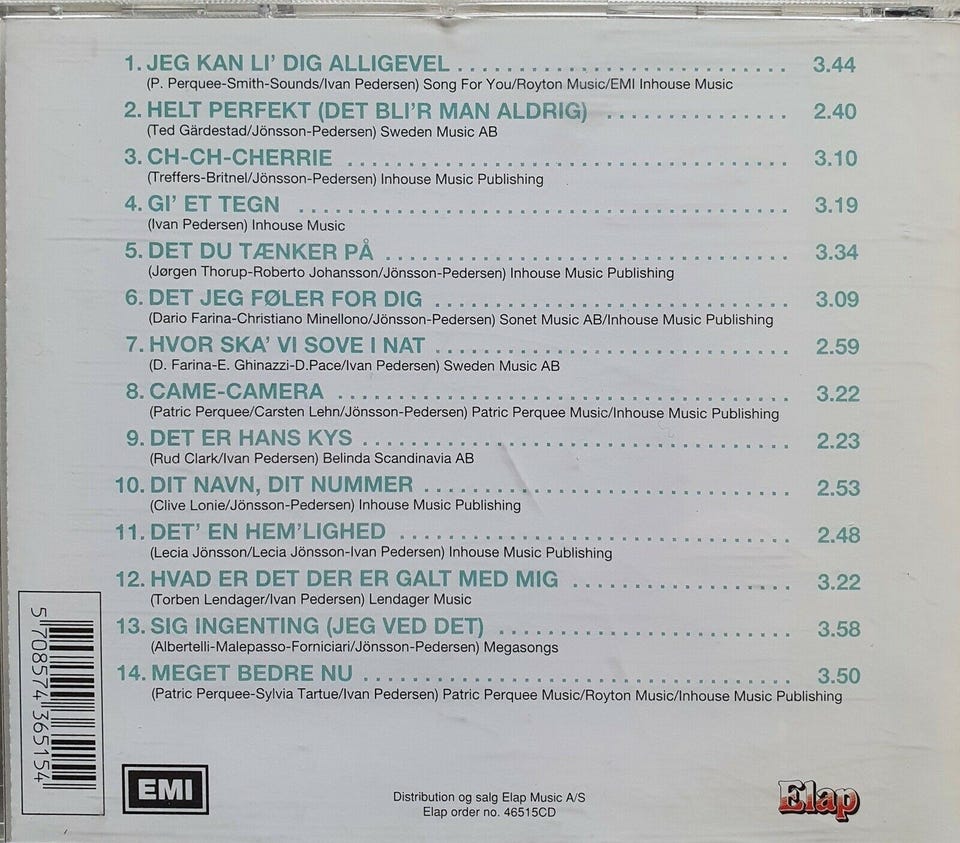 1. JEG KAN LI' DIG ALLIGEVEL ............................ 3.44
(P. Perquee-Smith-Sounds/Ivan Pedersen) Song For You/Royton Music/EMI Inhouse Music
2. HELT PERFEKT (DET BLI'R MAN ALDRIG) ............... 2.40
(Ted Gärdestad/Jönsson-Pedersen) Sweden Music AB
3. CH-CH-CHERRIE ..................................... 3.10
(Treffers-Britnel/Jönsson-Pedersen) Inhouse Music Publishing
4. GI' ET TEGN ......................................... 3.19
(Ivan Pedersen) Inhouse Music
5. DET DU TÆNKER PÅ .................................. 3.34
(Jørgen Thorup-Roberto Johansson/Jönsson-Pedersen) Inhouse Music Publishing
6. DET JEG FØLER FOR DIG .............................. 3.09
(Dario Farina-Christiano Minellono/Jönsson-Pedersen) Sonet Music AB/Inhouse Music Publishing
7. HVOR SKA' VI SOVE I NAT .............................. 2.59
(D. Farina-E. Ghinazzi-D.Pace/Ivan Pedersen) Sweden Music AB
8. CAME-CAMERA ...................................... 3.22
(Patric Perquee/Carsten Lehn/Jönsson-Pedersen) Patric Perquee Music/Inhouse Music Publishing
9. DET ER HANS KYS .................................... 2.23
(Rud Clark/Ivan Pedersen) Belinda Scandinavia AB
10. DIT NAVN, DIT NUMMER ............................... 2.53
(Clive Lonie/Jönsson-Pedersen) Inhouse Music Publishing
11. DET' EN HEM'LIGHED ................................. 2.48
(Lecia Jönsson/Lecia Jönsson-Ivan Pedersen) Inhouse Music Publishing
12. HVAD ER DET DER ER GALT MED MIG .................. 3.22
(Torben Lendager/Ivan Pedersen) Lendager Music
13. SIG INGENTING (JEG VED DET) ......................... 3.58
(Albertelli-Malepasso-Forniciari/Jönsson-Pedersen) Megasongs
14. MEGET BEDRE NU .................................... 3.50
(Patric Perquee-Sylvia Tartue/Ivan Pedersen) Patric Perquee Music/Royton Music/Inhouse Music Publishing
5 708574 365154
EMI
Distribution og salg Elap Music A/S
Elap order no. 46515CD
Elap